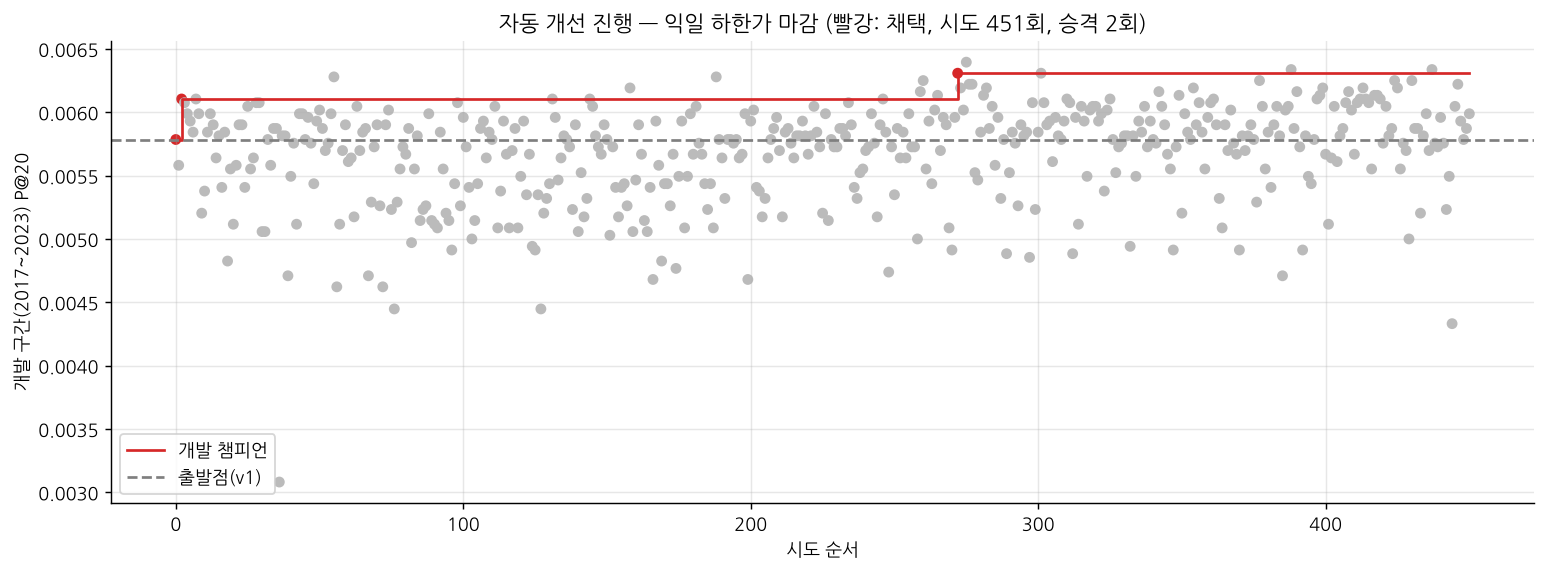 자동 개선 진행 — 익일 하한가 마감 (빨강: 채택, 시도 451회, 승격 2회)
개발 구간(2017~2023) P@20
0.0065
0.0060
0.0055
0.0050
0.0045
0.0040
0.0035
0.0030
개발 챔피언
출발점(v1)
0
100
200
300
400
시도 순서